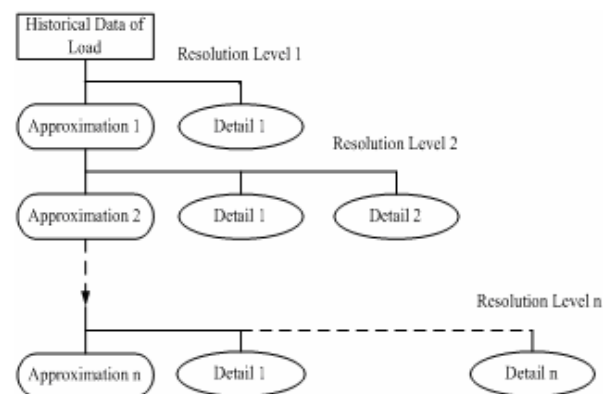 Historical Data of
Load
Resolution Level 1
Approximation 1
Detail 1
Resolution Level 2
Approximation 2
Detail 1
Detail 2
Resolution Level n
Approximation n
Detail 1
Detail n